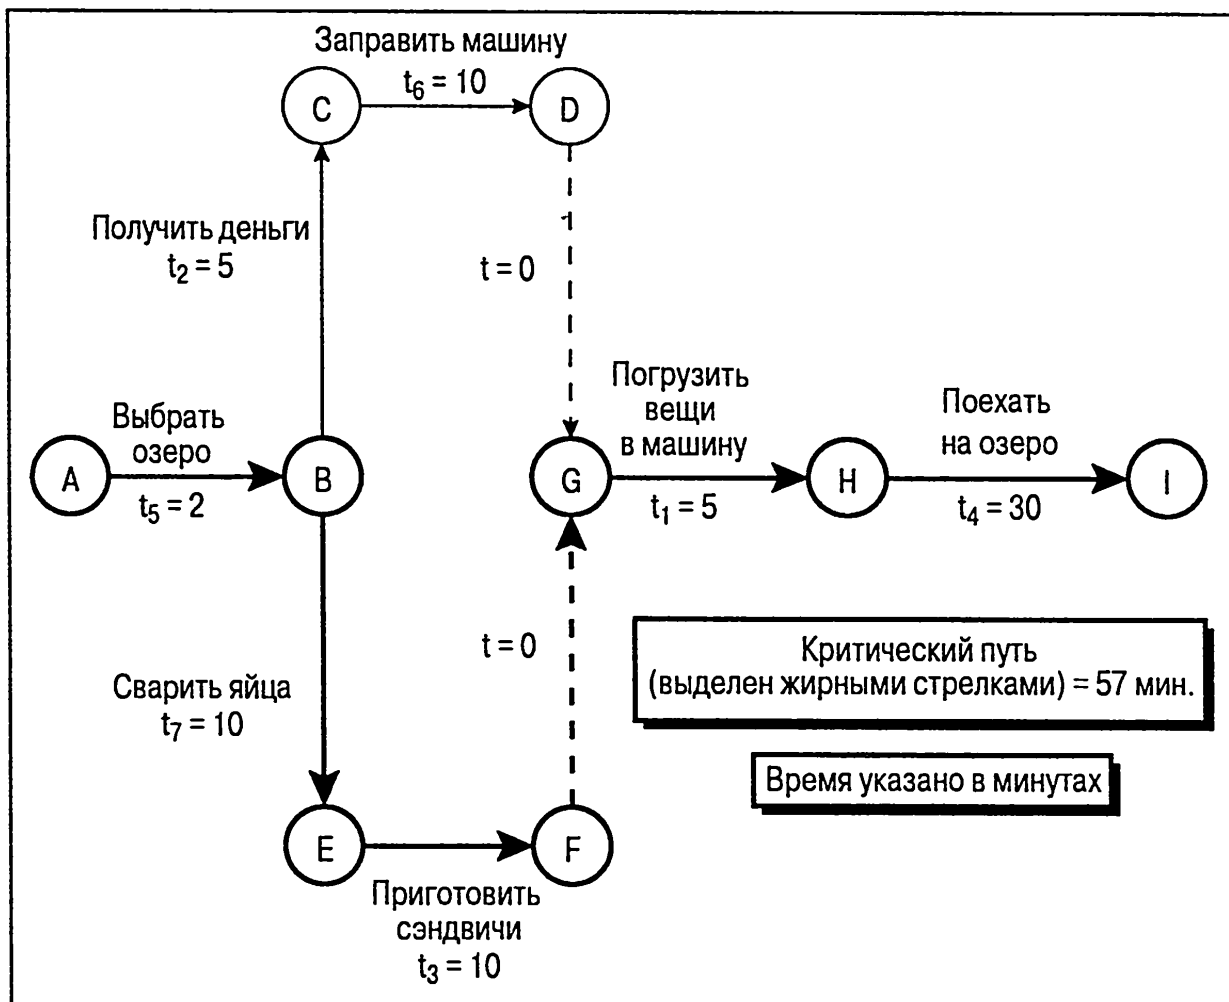 Заправить машину
t₆ = 10
C
D
Получить деньги
t₂ = 5
t = 0
Выбрать
озеро
t₅ = 2
A
B
G
Погрузить
вещи
в машину
t₁ = 5
H
Поехать
на озеро
t₄ = 30
I
Сварить яйца
t₇ = 10
t = 0
E
F
Приготовить
сэндвичи
t₃ = 10
Критический путь
(выделен жирными стрелками) = 57 мин.
Время указано в минутах